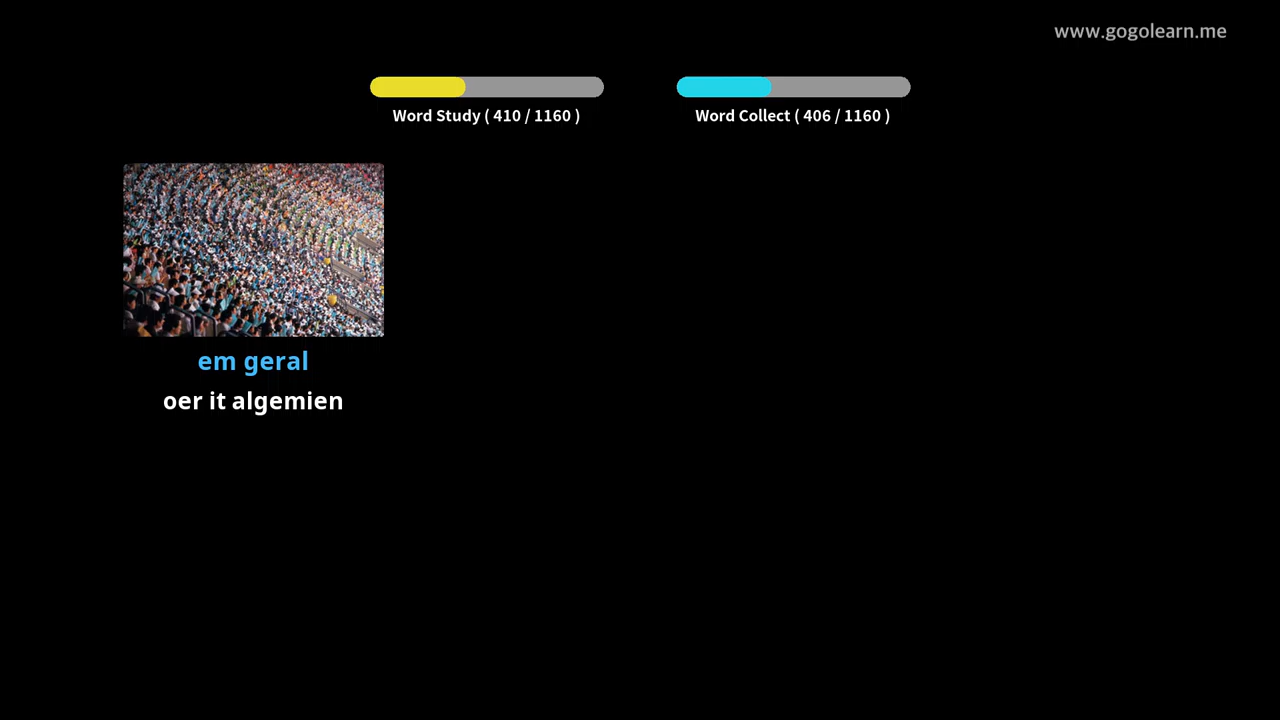 www.gogolearn.me
Word Study ( 410 / 1160 )
Word Collect ( 406 / 1160 )
em geral
oer it algemien